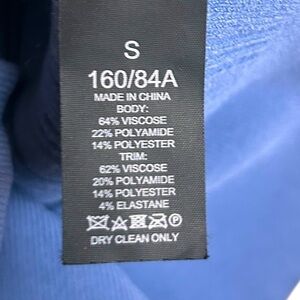 S
160/84A
MADE IN CHINA
BODY:
64% VISCOSE
22% POLYAMIDE
14% POLYESTER
TRIM:
62% VISCOSE
20% POLYAMIDE
14% POLYESTER
4% ELASTANE
DRY CLEAN ONLY